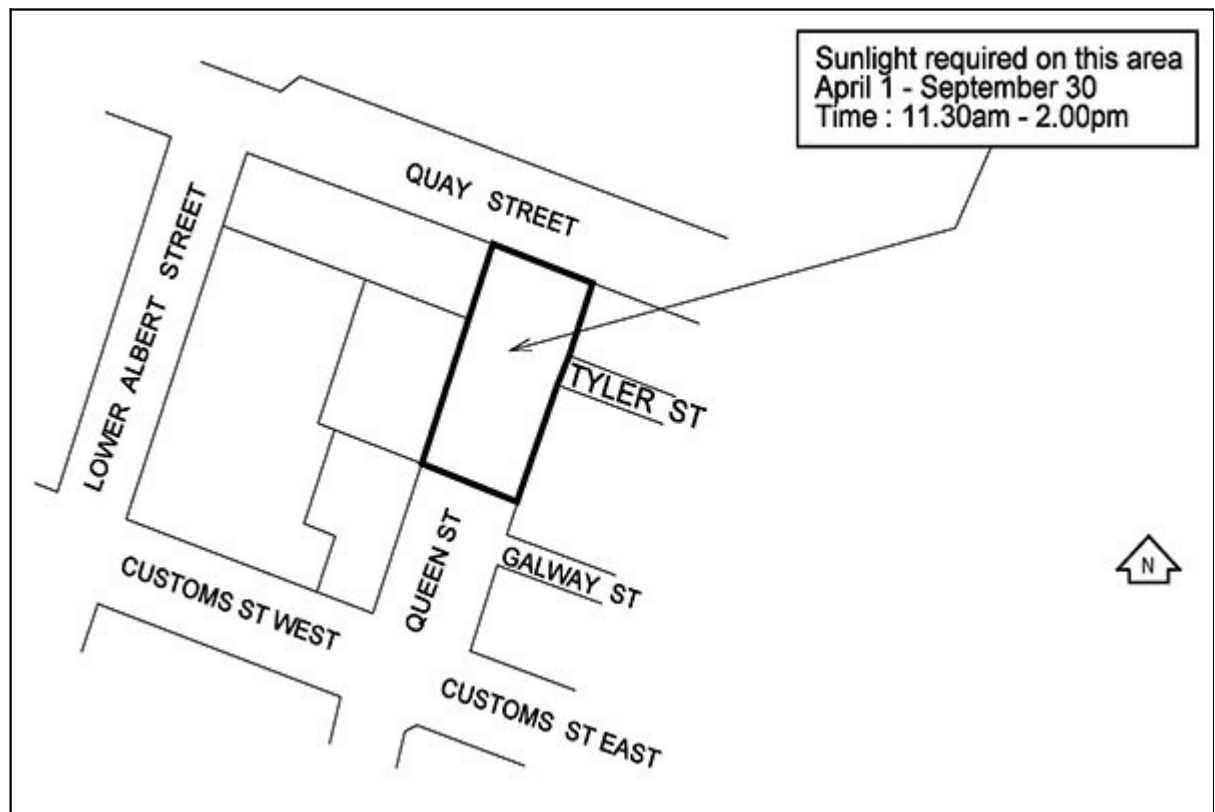 Sunlight required on this area
April 1 - September 30
Time : 11.30am - 2.00pm
QUAY STREET
LOWER ALBERT STREET
TYLER ST
QUEEN ST
GALWAY ST
N
CUSTOMS ST WEST
CUSTOMS ST EAST